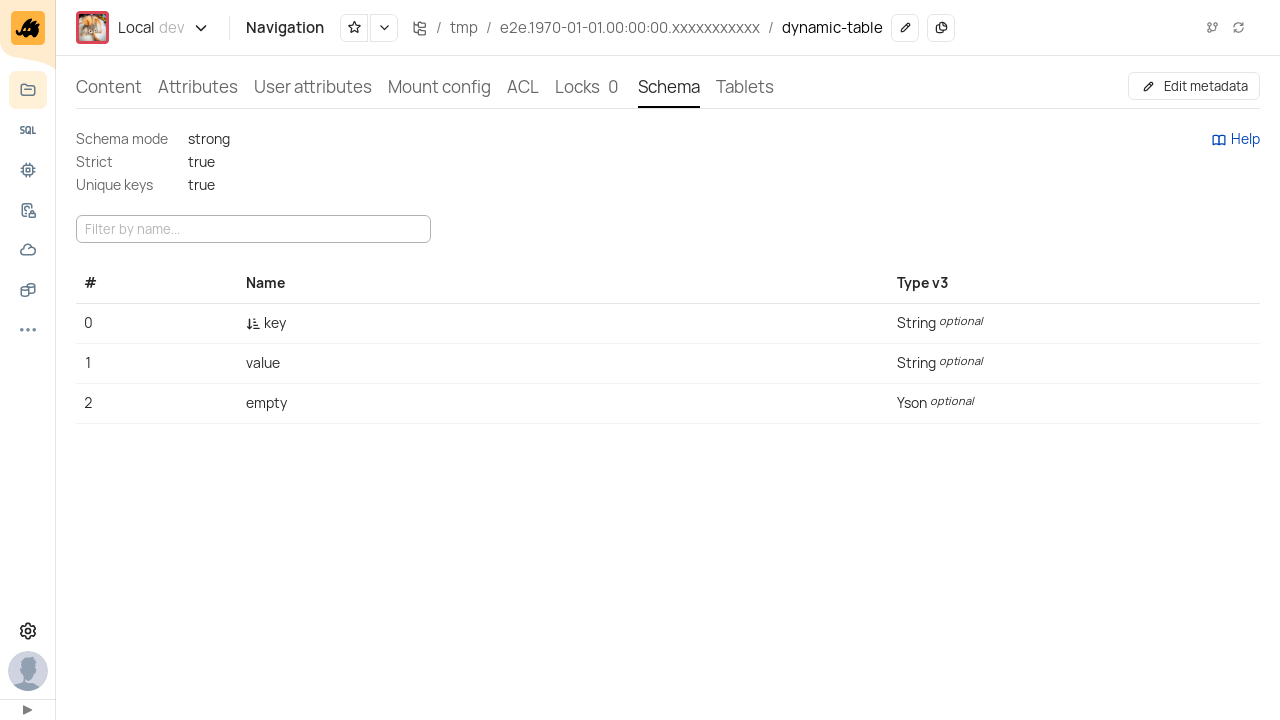 Local dev
Navigation
/ tmp / e2e.1970-01-01.00:00:00.xxxxxxxxxxx / dynamic-table
Content Attributes User attributes Mount config ACL Locks 0 Schema Tablets
Edit metadata
Schema mode strong
Help
Strict true
Unique keys true
Filter by name...
# Name Type v3
0 key String optional
1 value String optional
2 empty Yson optional
SQL